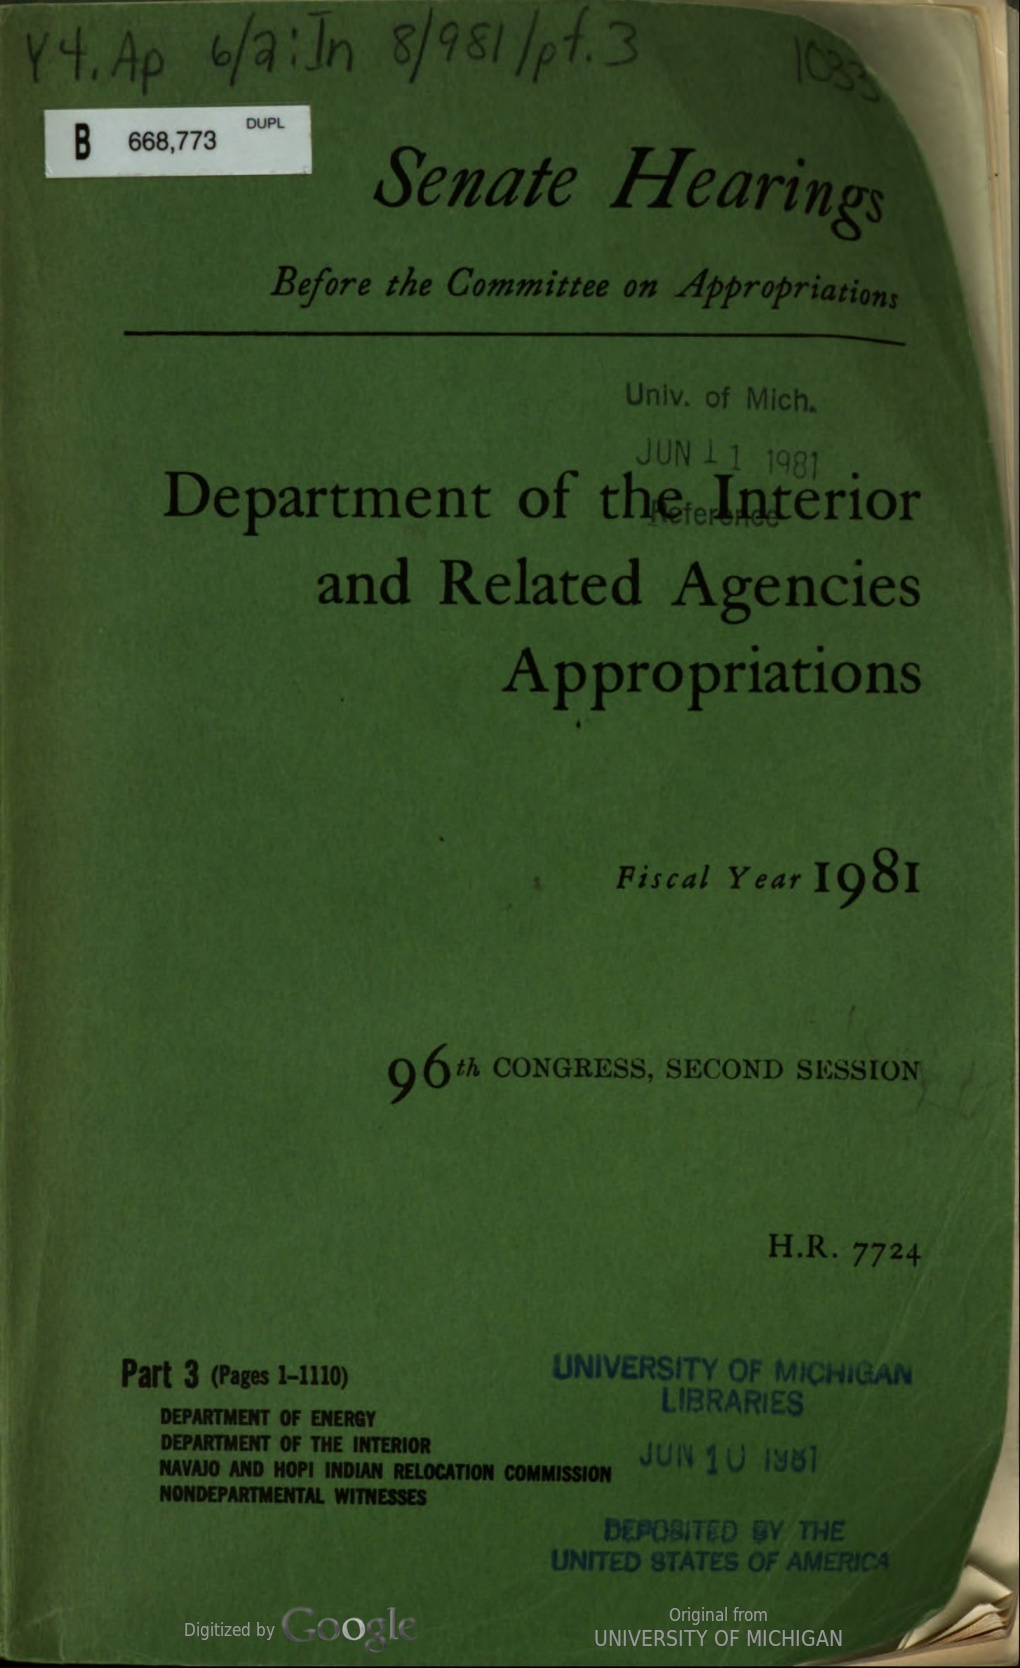 Y4.Ap 6/2:In 8/981/pt.3
1033
B 668,773 DUPL
Senate Hearings
Before the Committee on Appropriations
Univ. of Mich.
JUN 11 1981
Reference
Department of the Interior
and Related Agencies
Appropriations
Fiscal Year 1981
96th CONGRESS, SECOND SESSION
H.R. 7724
Part 3 (Pages 1–1110)
DEPARTMENT OF ENERGY
DEPARTMENT OF THE INTERIOR
NAVAJO AND HOPI INDIAN RELOCATION COMMISSION
NONDEPARTMENTAL WITNESSES
UNIVERSITY OF MICHIGAN
LIBRARIES
JUN 10 1981
DEPOSITED BY THE
UNITED STATES OF AMERICA
Digitized by Google
Original from
UNIVERSITY OF MICHIGAN